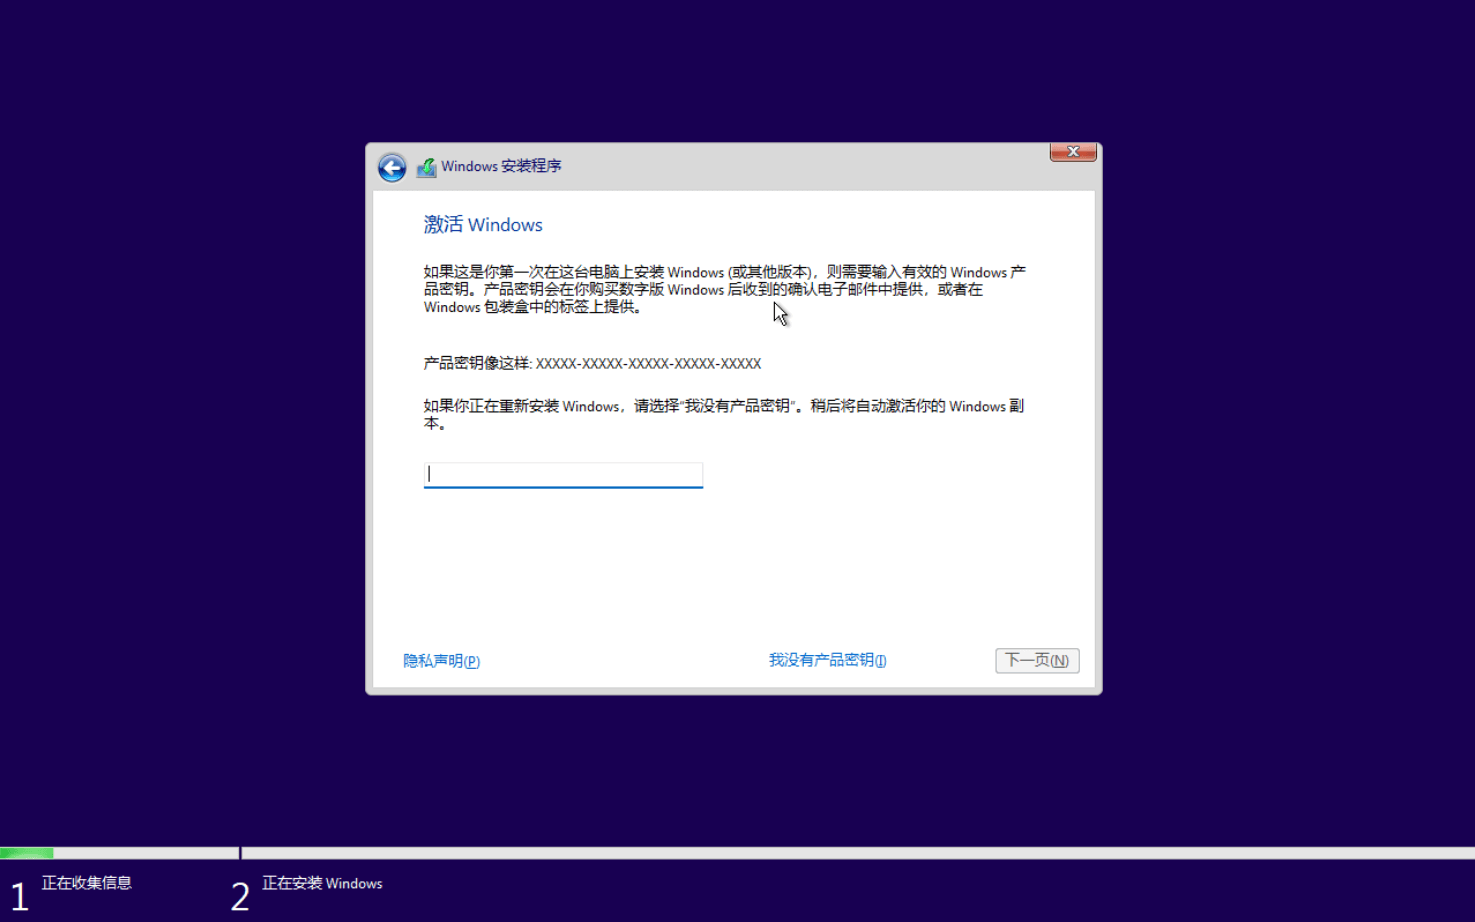 Windows 安装程序
激活 Windows
如果这是你第一次在这台电脑上安装 Windows (或其他版本)，则需要输入有效的 Windows 产
品密钥。产品密钥会在你购买数字版 Windows 后收到的确认电子邮件中提供，或者在
Windows 包装盒中的标签上提供。
产品密钥像这样: XXXXX-XXXXX-XXXXX-XXXXX-XXXXX
如果你正在重新安装 Windows，请选择"我没有产品密钥"。稍后将自动激活你的 Windows 副
本。
隐私声明(P)
我没有产品密钥(I)
下一页(N)
1 正在收集信息
2 正在安装 Windows